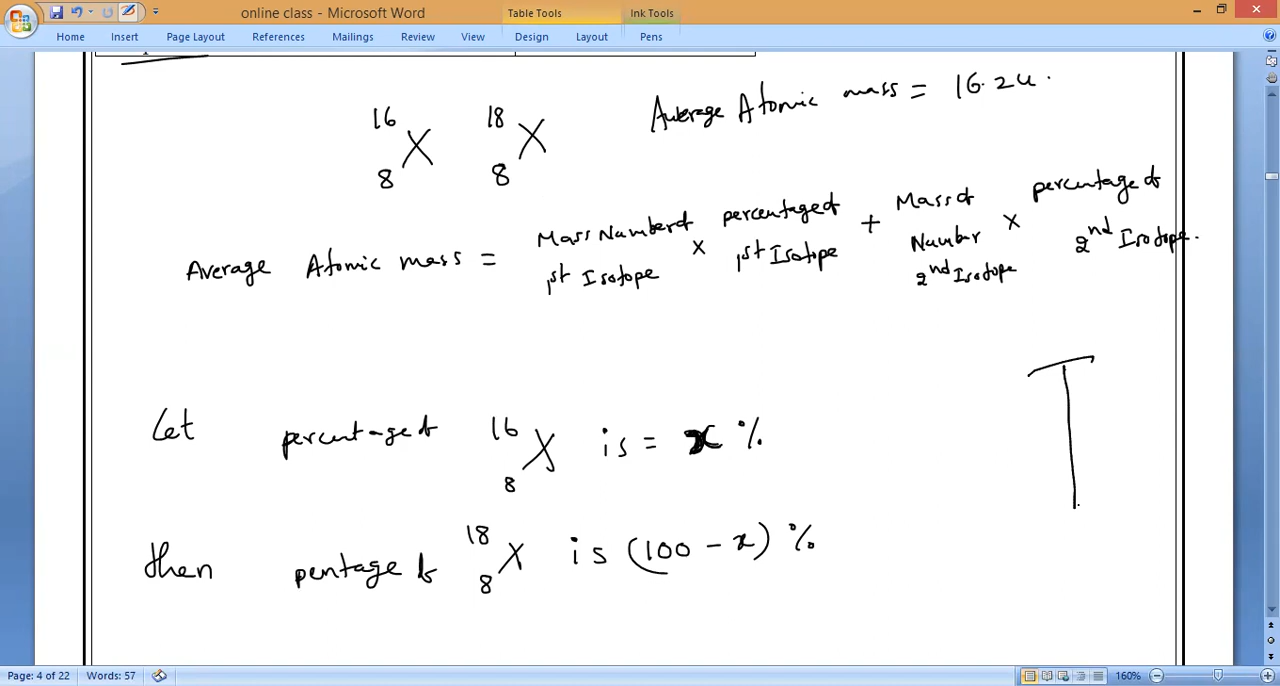 online class - Microsoft Word
Table Tools
Ink Tools
Home Insert Page Layout References Mailings Review View Design Layout Pens
16 8 X 18 8 X Average Atomic mass = 16.2u.
Average Atomic mass = Mass Number of 1st Isotope × percentage of 1st Isotope + Mass of Number 2nd Isotope × percentage of 2nd Isotope.
Let percentage of 16 8 X is = x %
then pentage of 18 8 X is (100 - x) %
Page: 4 of 22 Words: 57 160%